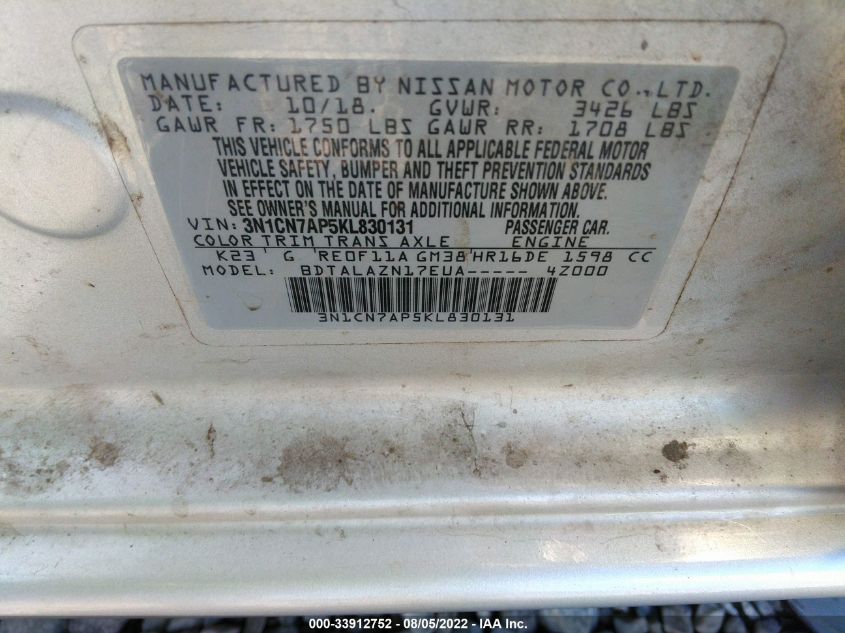 MANUFACTURED BY NISSAN MOTOR CO.,LTD.
DATE: 10/18. GVWR: 3426 LBS
GAWR FR: 1750 LBS GAWR RR: 1708 LBS
THIS VEHICLE CONFORMS TO ALL APPLICABLE FEDERAL MOTOR
VEHICLE SAFETY, BUMPER AND THEFT PREVENTION STANDARDS
IN EFFECT ON THE DATE OF MANUFACTURE SHOWN ABOVE.
SEE OWNER'S MANUAL FOR ADDITIONAL INFORMATION.
VIN: 3N1CN7AP5KL830131 PASSENGER CAR.
COLOR TRIM TRANS AXLE ENGINE
K23 G RE0F11A GM38 HR16DE 1598 CC
MODEL: BDTALAZN17EUA----- 4Z000
3N1CN7AP5KL830131
000-33912752 - 08/05/2022 - © IAA Inc.